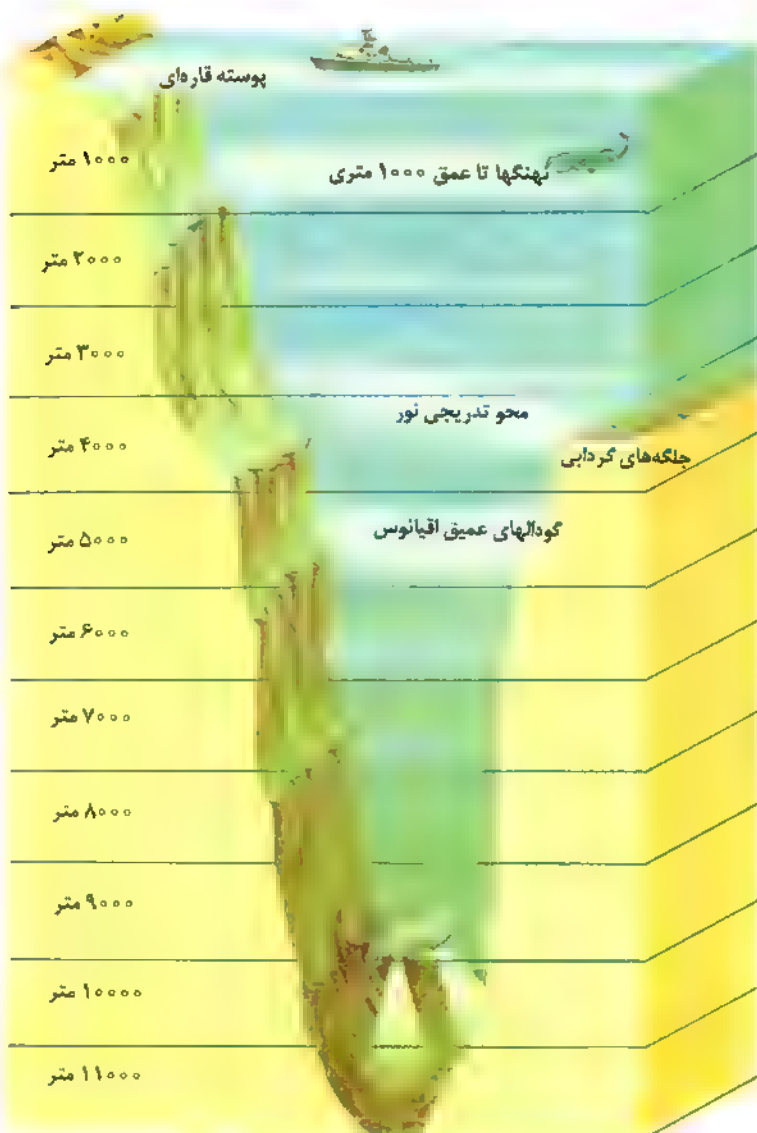 پوسته قاره‌ای
۱۰۰۰ متر
نهنگها تا عمق ۱۰۰۰ متری
۲۰۰۰ متر
۳۰۰۰ متر
محو تدریجی نور
۴۰۰۰ متر
جلگه‌های گردابی
۵۰۰۰ متر
گودالهای عمیق اقیانوس
۶۰۰۰ متر
۷۰۰۰ متر
۸۰۰۰ متر
۹۰۰۰ متر
۱۰۰۰۰ متر
۱۱۰۰۰ متر